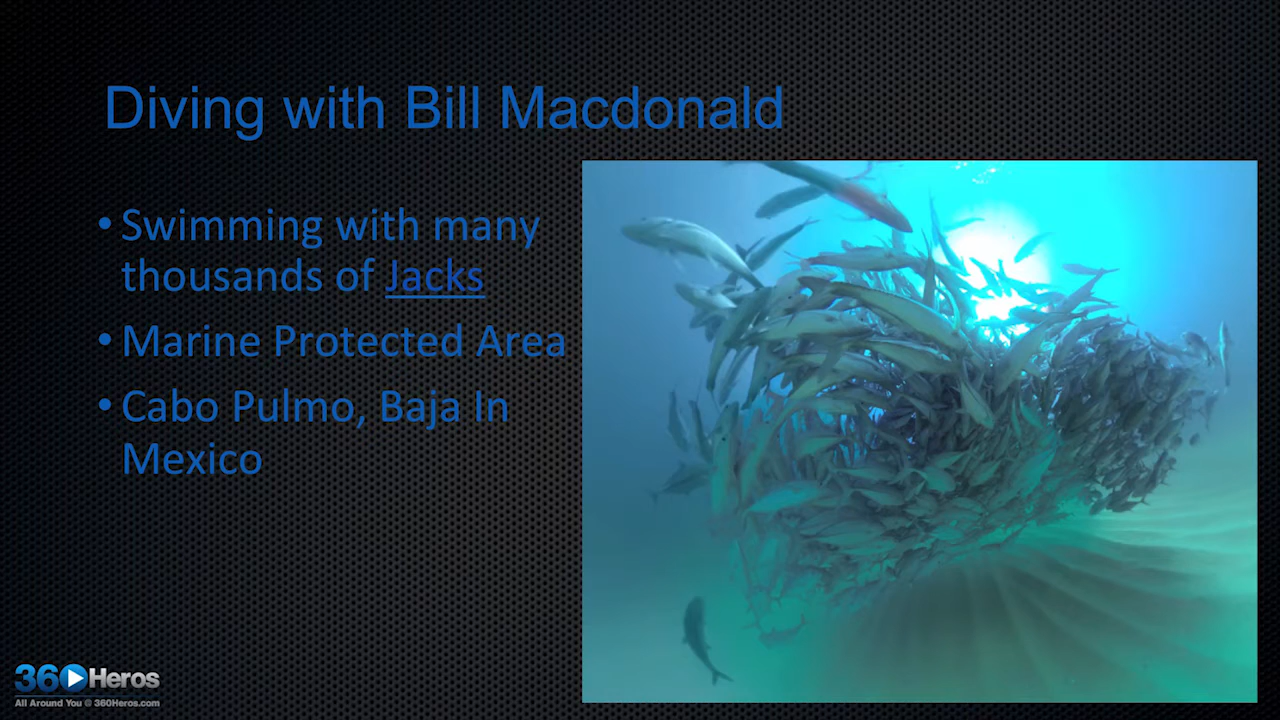 Diving with Bill Macdonald
• Swimming with many
thousands of Jacks
• Marine Protected Area
• Cabo Pulmo, Baja In
Mexico
360Heros
All Around You @ 360Heros.com